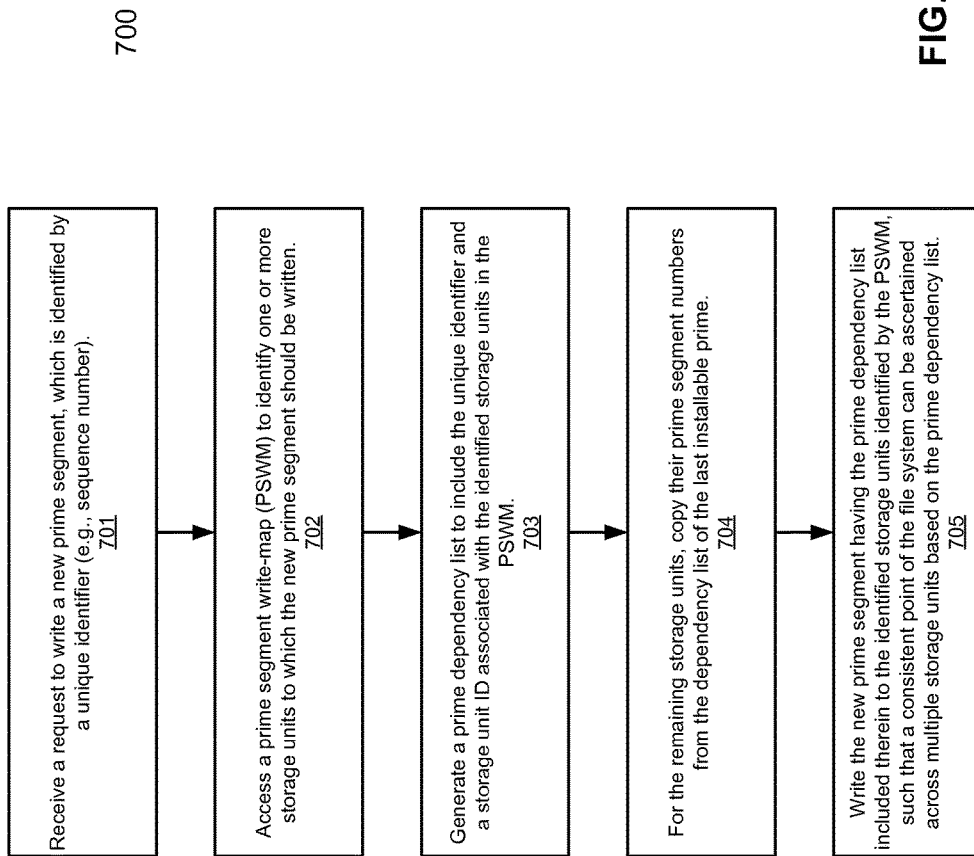 700
Receive a request to write a new prime segment, which is identified by
a unique identifier (e.g., sequence number).
701
Access a prime segment write-map (PSWM) to identify one or more
storage units to which the new prime segment should be written.
702
Generate a prime dependency list to include the unique identifier and
a storage unit ID associated with the identified storage units in the
PSWM.
703
For the remaining storage units, copy their prime segment numbers
from the dependency list of the last installable prime.
704
Write the new prime segment having the prime dependency list
included therein to the identified storage units identified by the PSWM,
such that a consistent point of the file system can be ascertained
across multiple storage units based on the prime dependency list.
705
FIG.